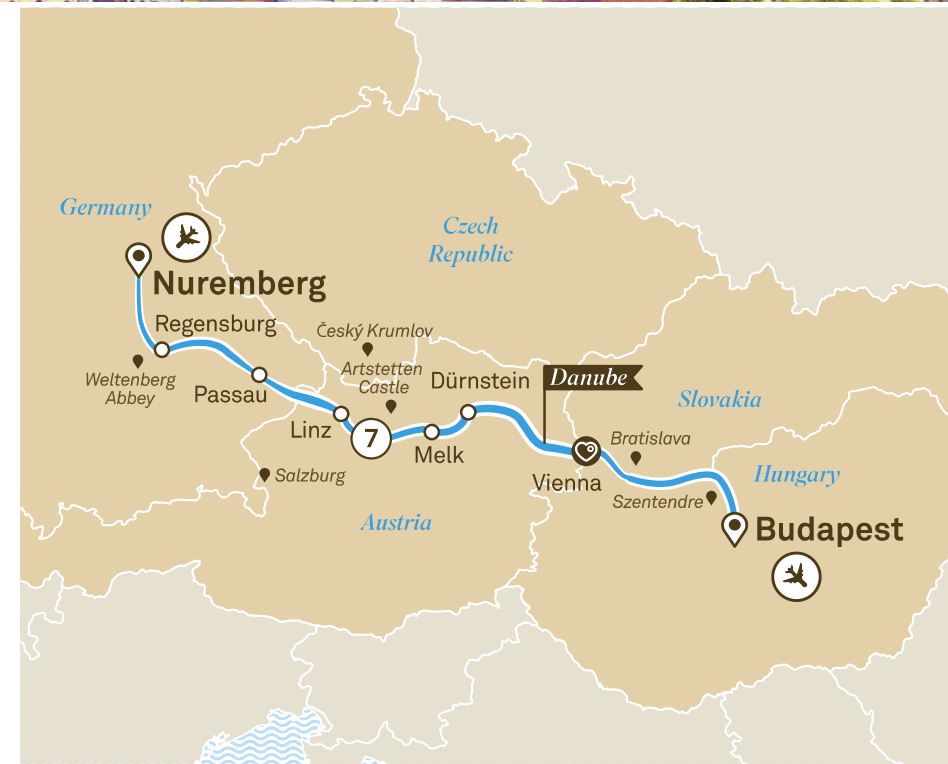 Germany
Czech
Republic
Nuremberg
Regensburg
Český Krumlov
Weltenberg
Abbey
Artstetten
Castle
Passau
Dürnstein
Danube
Slovakia
Linz
7
Melk
Bratislava
Salzburg
Vienna
Hungary
Szentendre
Austria
Budapest